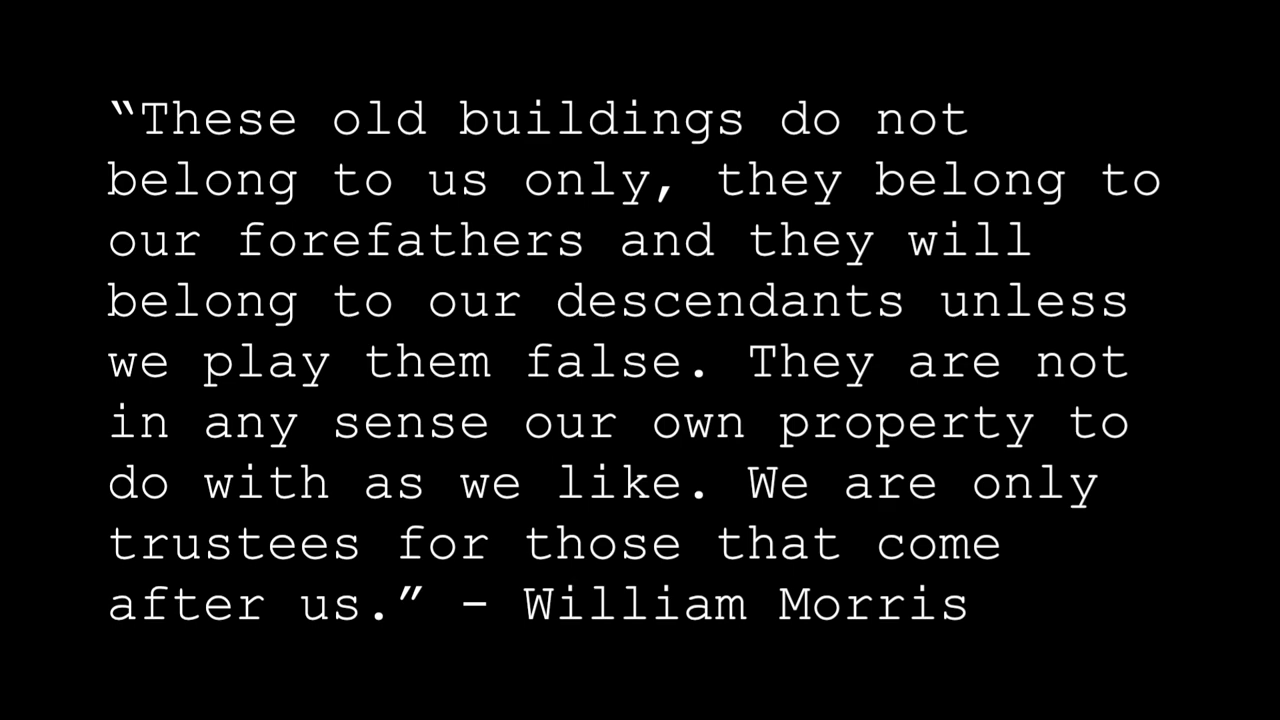 “These old buildings do not
belong to us only, they belong to
our forefathers and they will
belong to our descendants unless
we play them false. They are not
in any sense our own property to
do with as we like. We are only
trustees for those that come
after us.” - William Morris